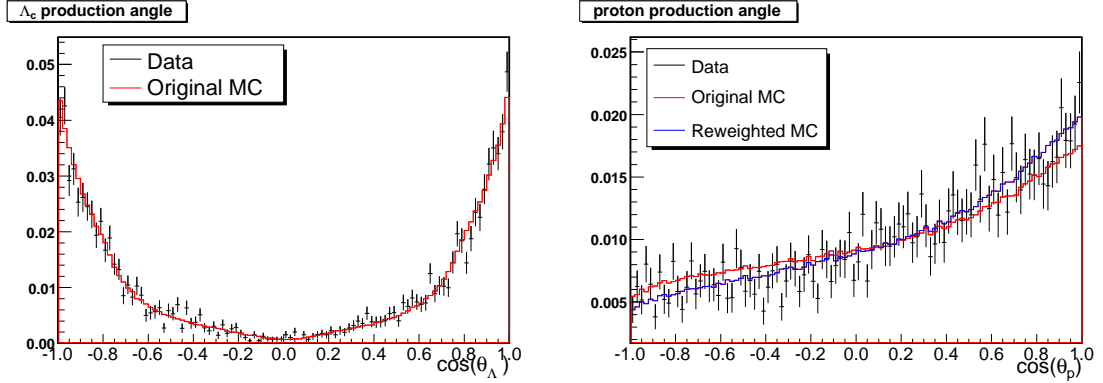 Λc production angle
0.05
0.04
0.03
0.02
0.01
0.00
Data
Original MC
-1.0 -0.8 -0.6 -0.4 -0.2 0.0 0.2 0.4 0.6 0.8 1.0
cos(θΛ)
proton production angle
0.025
0.020
0.015
0.010
0.005
Data
Original MC
Reweighted MC
-1.0 -0.8 -0.6 -0.4 -0.2 0.0 0.2 0.4 0.6 0.8 1.0
cos(θp)